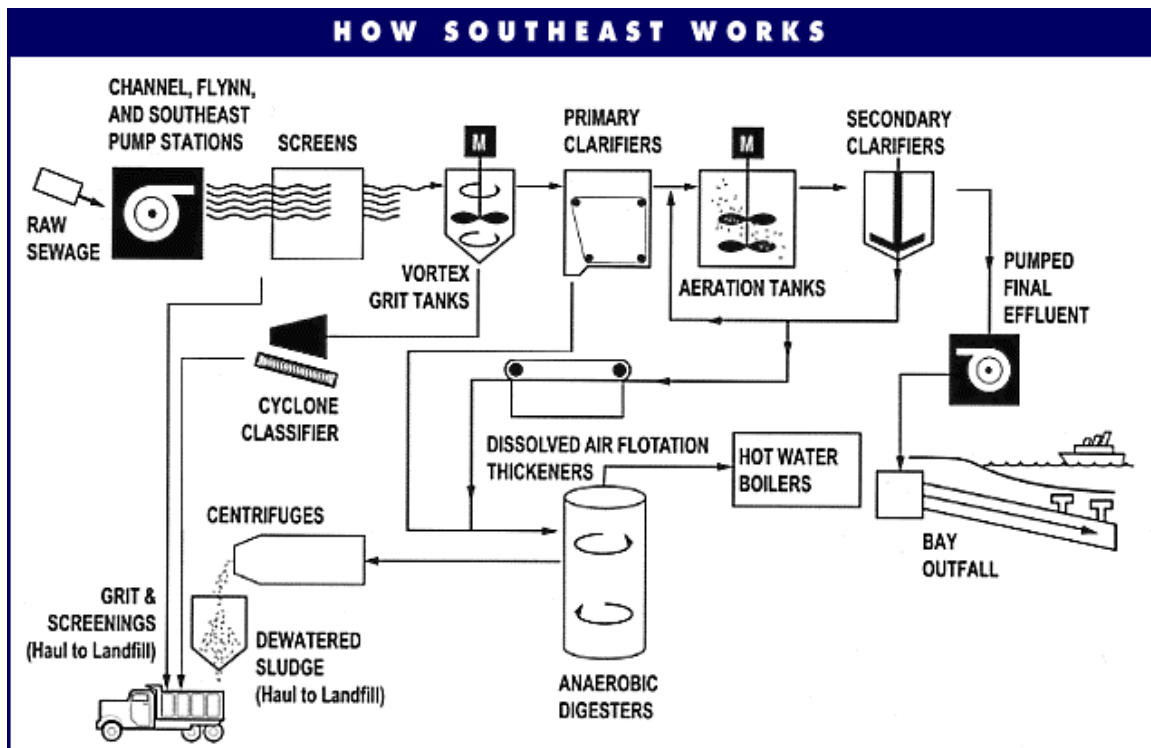 HOW SOUTHEAST WORKS
CHANNEL, FLYNN,
AND SOUTHEAST
PUMP STATIONS
SCREENS
M
PRIMARY
CLARIFIERS
M
SECONDARY
CLARIFIERS
RAW
SEWAGE
VORTEX
GRIT TANKS
AERATION TANKS
PUMPED
FINAL
EFFLUENT
CYCLONE
CLASSIFIER
DISSOLVED AIR FLOTATION
THICKENERS
HOT WATER
BOILERS
CENTRIFUGES
BAY
OUTFALL
GRIT &
SCREENINGS
(Haul to Landfill)
DEWATERED
SLUDGE
(Haul to Landfill)
ANAEROBIC
DIGESTERS